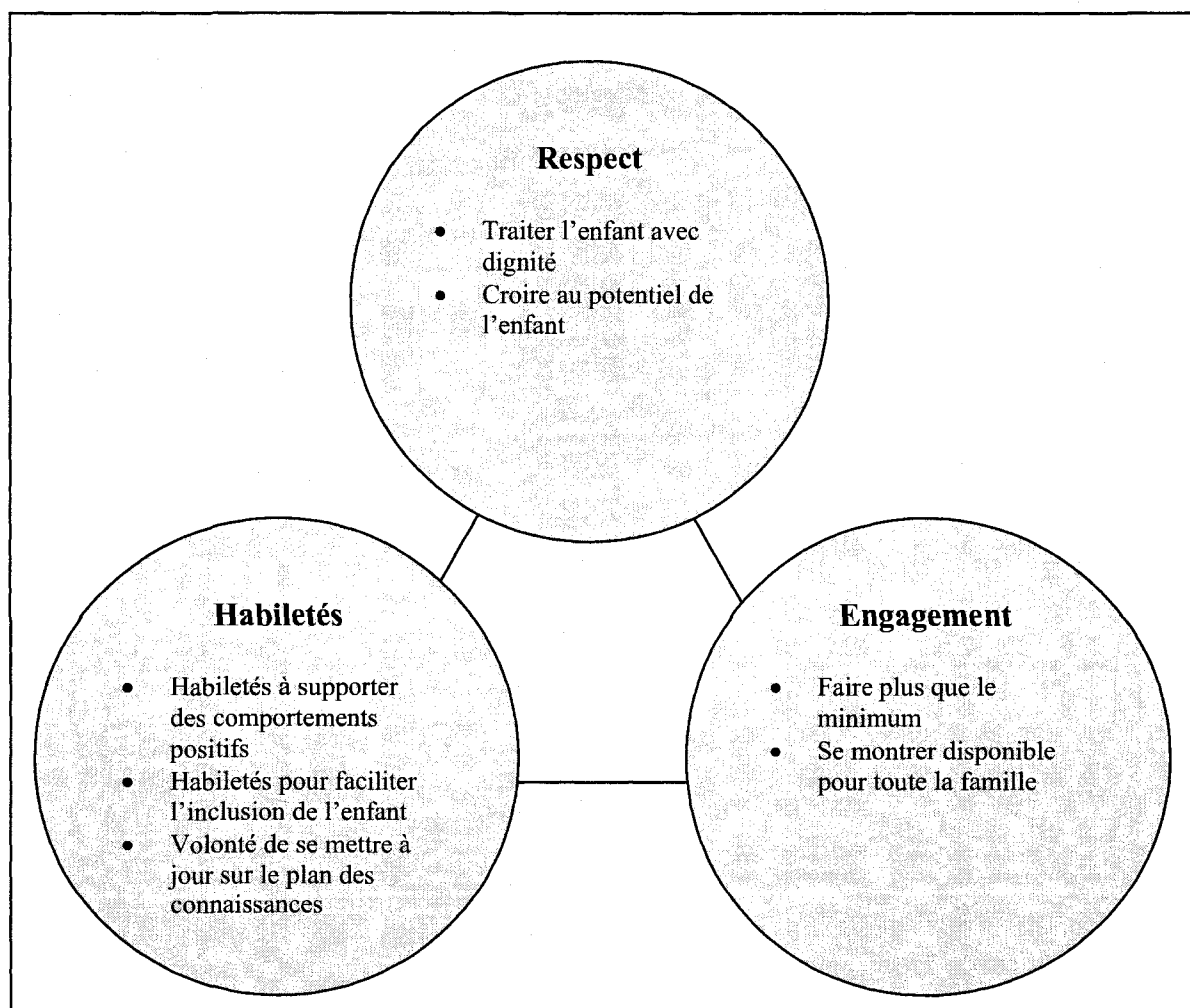 Respect
• Traiter l’enfant avec
dignité
• Croire au potentiel de
l’enfant
Habiletés
• Habiletés à supporter
des comportements
positifs
• Habiletés pour faciliter
l’inclusion de l’enfant
• Volonté de se mettre à
jour sur le plan des
connaissances
Engagement
• Faire plus que le
minimum
• Se montrer disponible
pour toute la famille